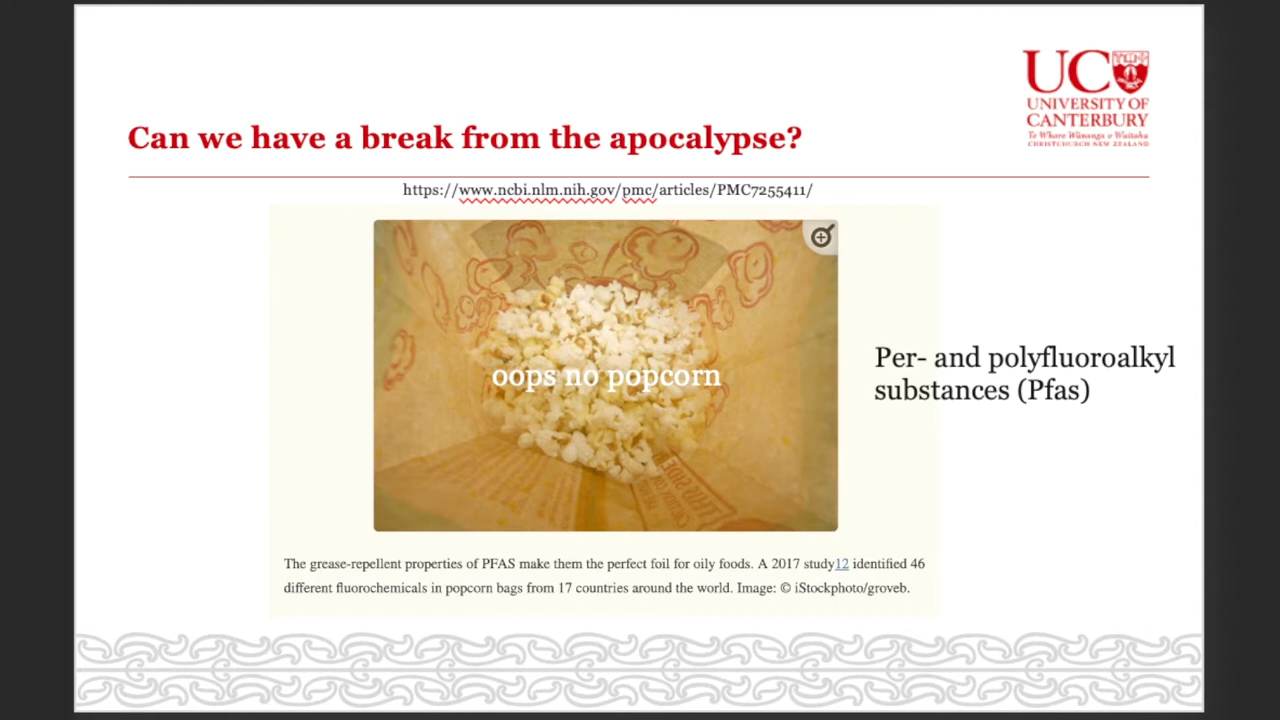 UC
UNIVERSITY OF
CANTERBURY
Te Whare Wānanga o Waitaha
CHRISTCHURCH NEW ZEALAND
Can we have a break from the apocalypse?
https://www.ncbi.nlm.nih.gov/pmc/articles/PMC7255411/
oops no popcorn
THIS SIDE
Per- and polyfluoroalkyl
substances (Pfas)
The grease-repellent properties of PFAS make them the perfect foil for oily foods. A 2017 study12 identified 46
different fluorochemicals in popcorn bags from 17 countries around the world. Image: © iStockphoto/groveb.